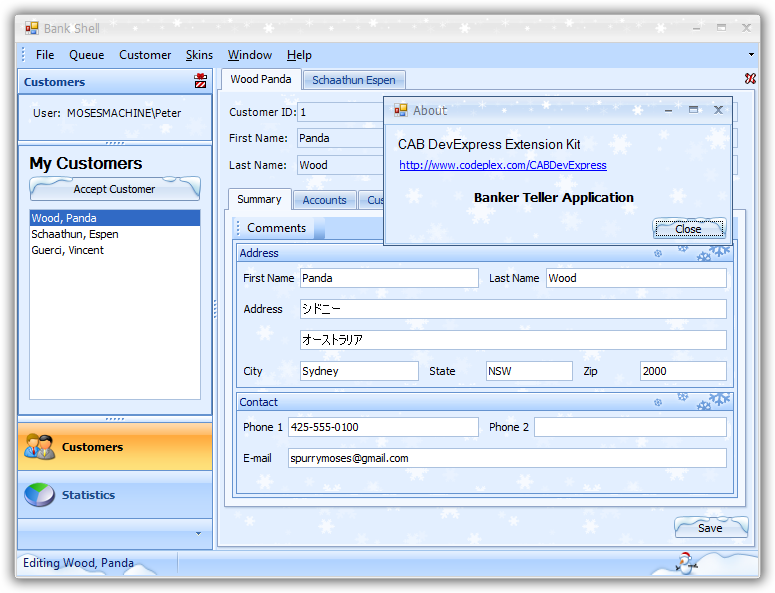 Bank Shell
File Queue Customer Skins Window Help
Customers
User: MOSESMACHINE\Peter
My Customers
Accept Customer
Wood, Panda
Schaathun, Espen
Guerci, Vincent
Customers
Statistics
Wood Panda Schaathun Espen
Customer ID: 1
First Name: Panda
Last Name: Wood
Summary Accounts Cus
Comments
About
CAB DevExpress Extension Kit
http://www.codeplex.com/CABDevExpress
Banker Teller Application
Close
Address
First Name Panda Last Name Wood
Address シドニー
オーストラリア
City Sydney State NSW Zip 2000
Contact
Phone 1 425-555-0100 Phone 2
E-mail spurrymoses@gmail.com
Save
Editing Wood, Panda